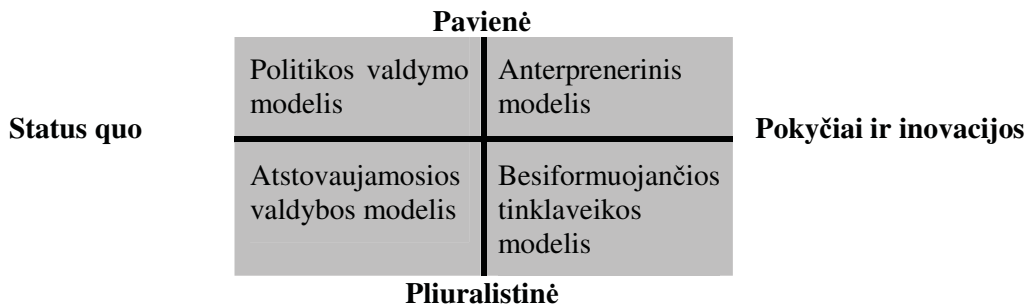 Pavienė
Politikos valdymo
modelis
Anterprenerinis
modelis
Status quo
Pokyčiai ir inovacijos
Atstovaujamosios
valdybos modelis
Besiformuojančios
tinklaveikos
modelis
Pliuralistinė